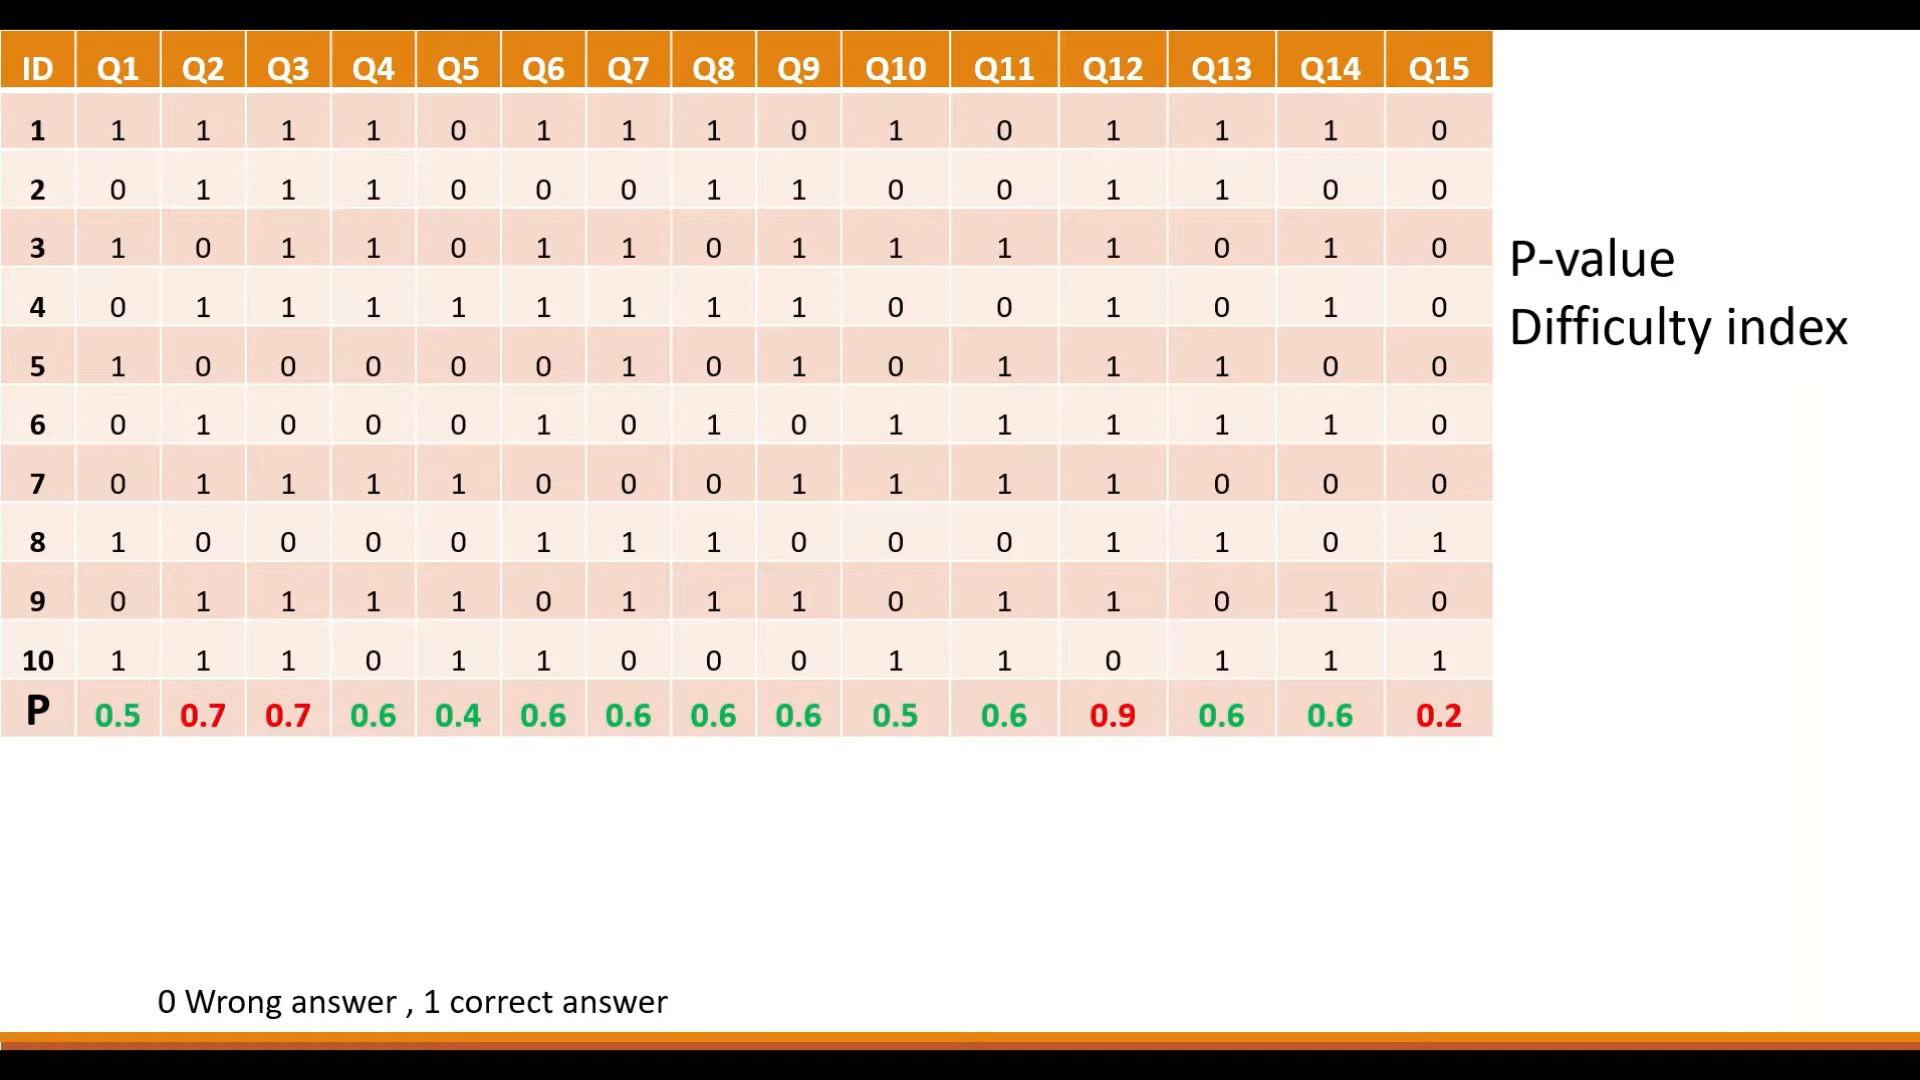 ID Q1 Q2 Q3 Q4 Q5 Q6 Q7 Q8 Q9 Q10 Q11 Q12 Q13 Q14 Q15
1 1 1 1 1 0 1 1 1 0 1 0 1 1 1 0
2 0 1 1 1 0 0 0 1 1 0 0 1 1 0 0
3 1 0 1 1 0 1 1 0 1 1 1 1 0 1 0
4 0 1 1 1 1 1 1 1 1 0 0 1 0 1 0
5 1 0 0 0 0 0 1 0 1 0 1 1 1 0 0
6 0 1 0 0 0 1 0 1 0 1 1 1 1 1 0
7 0 1 1 1 1 0 0 0 1 1 1 1 0 0 0
8 1 0 0 0 0 1 1 1 0 0 0 1 1 0 1
9 0 1 1 1 1 0 1 1 1 0 1 1 0 1 0
10 1 1 1 0 1 1 0 0 0 1 1 0 1 1 1
P 0.5 0.7 0.7 0.6 0.4 0.6 0.6 0.6 0.6 0.5 0.6 0.9 0.6 0.6 0.2
P-value
Difficulty index
0 Wrong answer , 1 correct answer